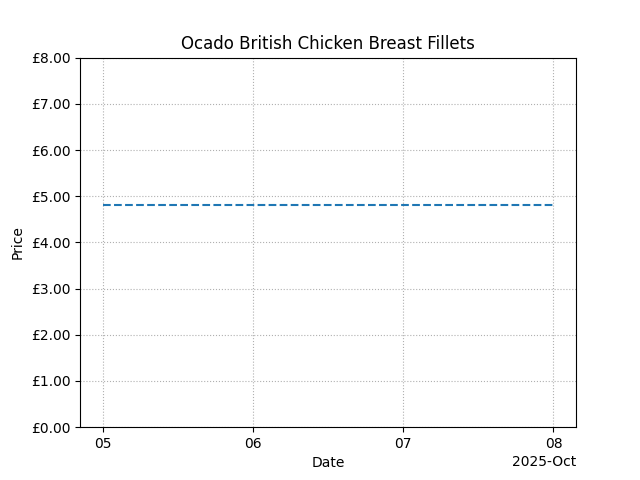 Ocado British Chicken Breast Fillets
£8.00
£7.00
£6.00
£5.00
£4.00
£3.00
£2.00
£1.00
£0.00
Price
05 06 07 08
Date
2025-Oct